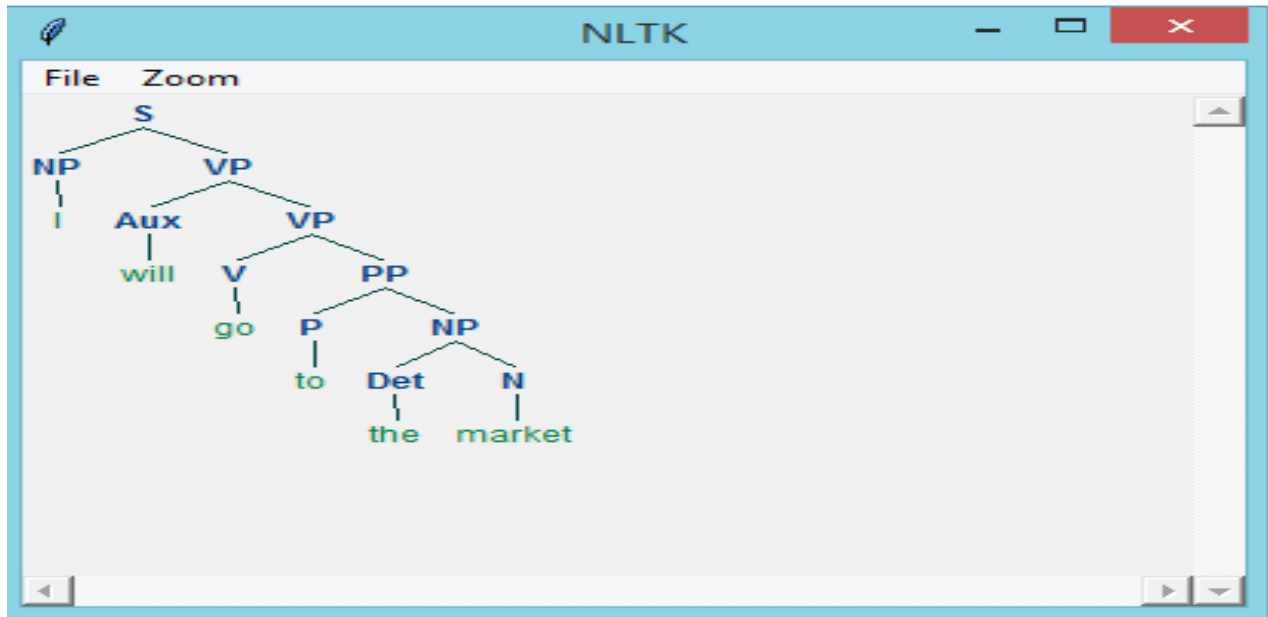 NLTK
File Zoom
S
NP VP
I Aux VP
will V PP
go P NP
to Det N
the market